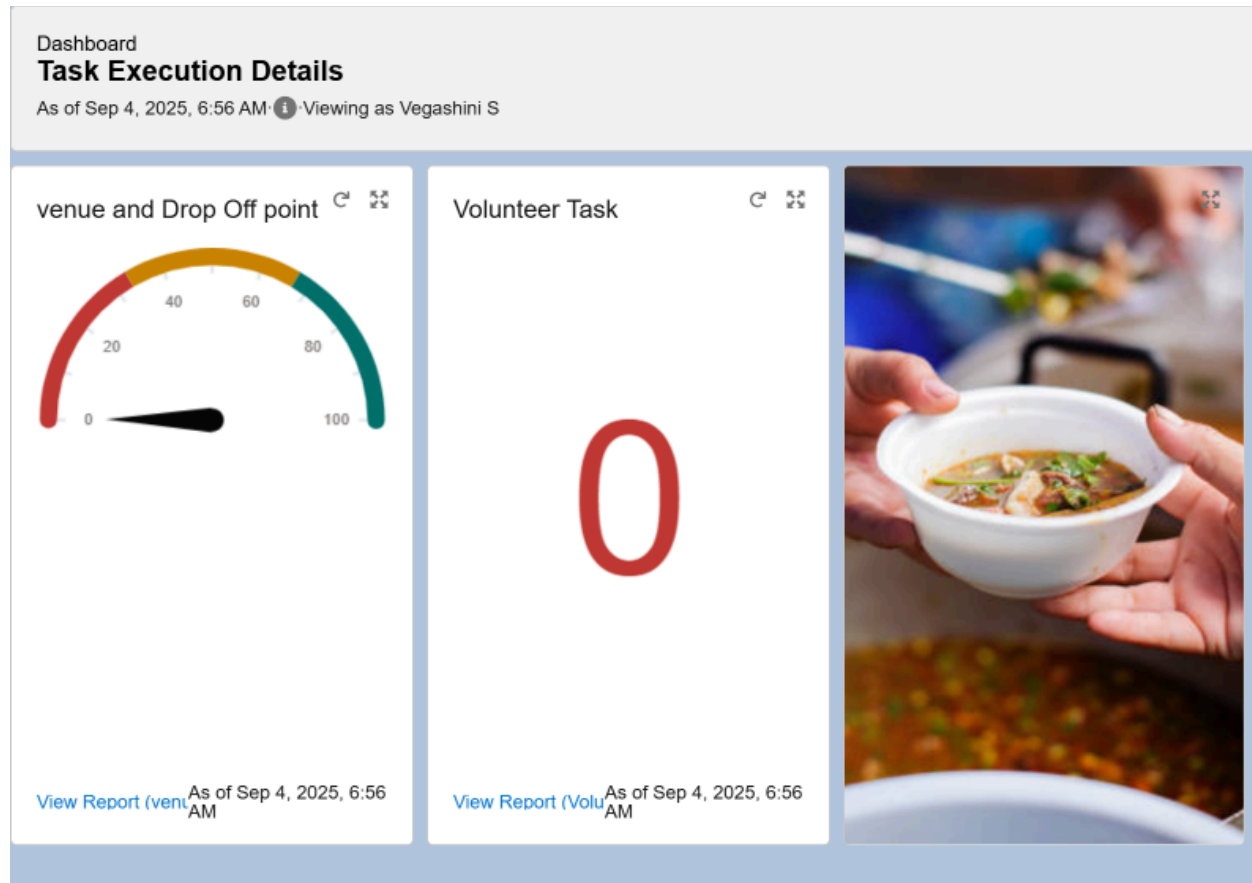 Dashboard
Task Execution Details
As of Sep 4, 2025, 6:56 AM·Viewing as Vegashini S
venue and Drop Off point
0
20
40
60
80
100
View Report (venu
As of Sep 4, 2025, 6:56
AM
Volunteer Task
0
View Report (Volu
As of Sep 4, 2025, 6:56
AM